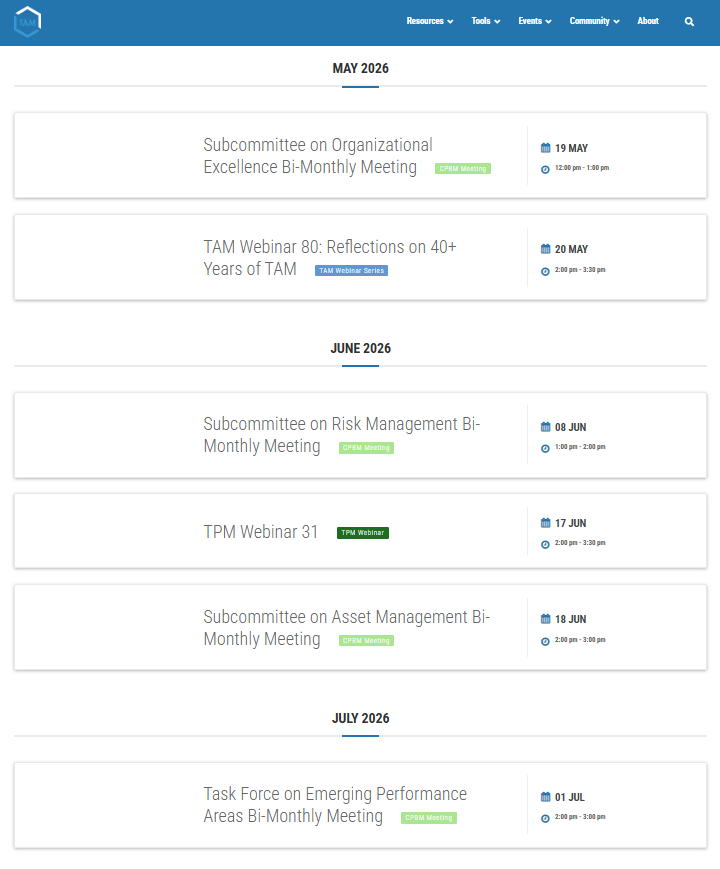 TAM
Resources
Tools
Events
Community
About
MAY 2026
Subcommittee on Organizational
Excellence Bi-Monthly Meeting
CPBM Meeting
19 MAY
12:00 pm - 1:00 pm
TAM Webinar 80: Reflections on 40+
Years of TAM
TAM Webinar Series
20 MAY
2:00 pm - 3:30 pm
JUNE 2026
Subcommittee on Risk Management Bi-
Monthly Meeting
CPBM Meeting
08 JUN
1:00 pm - 2:00 pm
TPM Webinar 31
TPM Webinar
17 JUN
2:00 pm - 3:30 pm
Subcommittee on Asset Management Bi-
Monthly Meeting
CPBM Meeting
18 JUN
2:00 pm - 3:00 pm
JULY 2026
Task Force on Emerging Performance
Areas Bi-Monthly Meeting
CPBM Meeting
01 JUL
2:00 pm - 3:00 pm